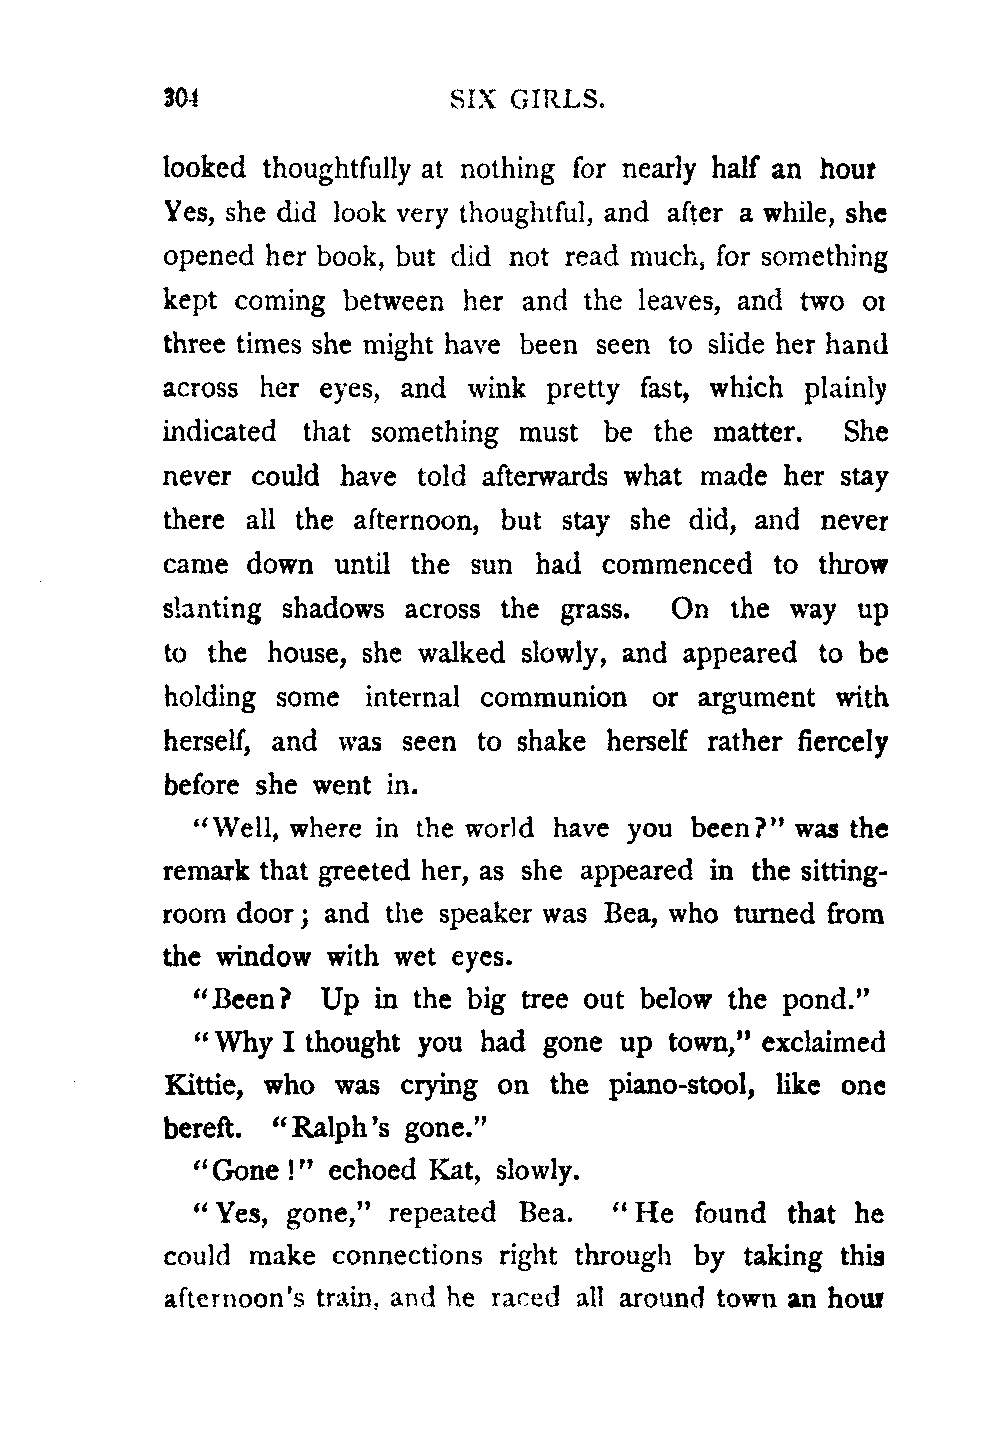 304 SIX GIRLS.
looked thoughtfully at nothing for nearly half an hour
Yes, she did look very thoughtful, and after a while, she
opened her book, but did not read much, for something
kept coming between her and the leaves, and two or
three times she might have been seen to slide her hand
across her eyes, and wink pretty fast, which plainly
indicated that something must be the matter. She
never could have told afterwards what made her stay
there all the afternoon, but stay she did, and never
came down until the sun had commenced to throw
slanting shadows across the grass. On the way up
to the house, she walked slowly, and appeared to be
holding some internal communion or argument with
herself, and was seen to shake herself rather fiercely
before she went in.
"Well, where in the world have you been?" was the
remark that greeted her, as she appeared in the sitting-
room door; and the speaker was Bea, who turned from
the window with wet eyes.
"Been? Up in the big tree out below the pond."
"Why I thought you had gone up town," exclaimed
Kittie, who was crying on the piano-stool, like one
bereft. "Ralph's gone."
"Gone!" echoed Kat, slowly.
"Yes, gone," repeated Bea. "He found that he
could make connections right through by taking this
afternoon's train, and he raced all around town an hour